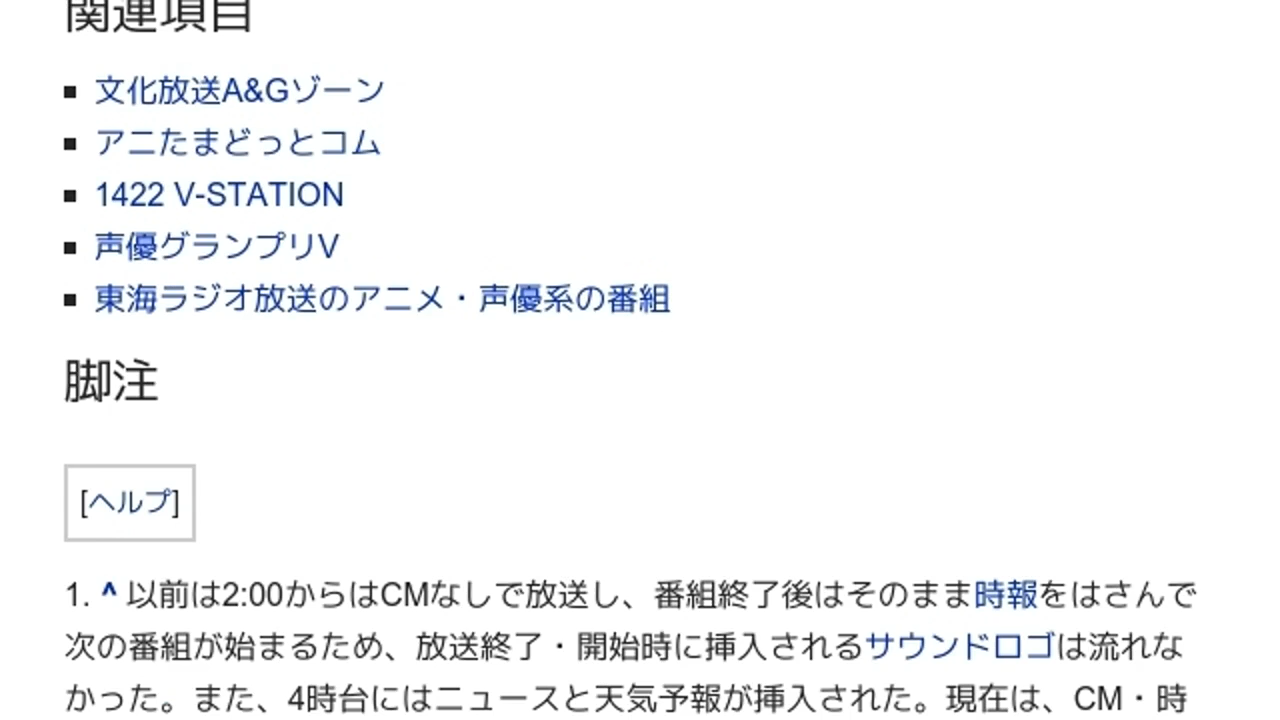 関連項目
文化放送A&Gゾーン
アニたまどっとコム
1422 V-STATION
声優グランプリV
東海ラジオ放送のアニメ・声優系の番組
脚注
[ヘルプ]
1. ^ 以前は2:00からはCMなしで放送し、番組終了後はそのまま時報をはさんで
次の番組が始まるため、放送終了・開始時に挿入されるサウンドロゴは流れな
かった。また、4時台にはニュースと天気予報が挿入された。現在は、CM・時